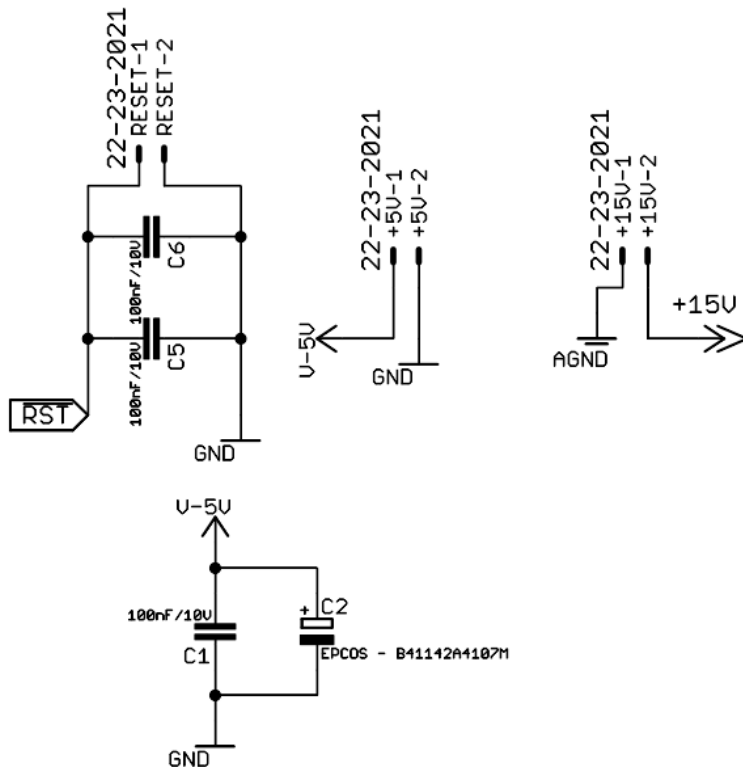 22-23-2021
RESET-1
RESET-2
C6
100nF/10V
C5
100nF/10V
RST
GND
22-23-2021
+5V-1
+5V-2
V-5V
GND
22-23-2021
+15V-1
+15V-2
+15V
AGND
V-5V
100nF/10V
C1
+ C2
EPCOS - B41142A4107M
GND